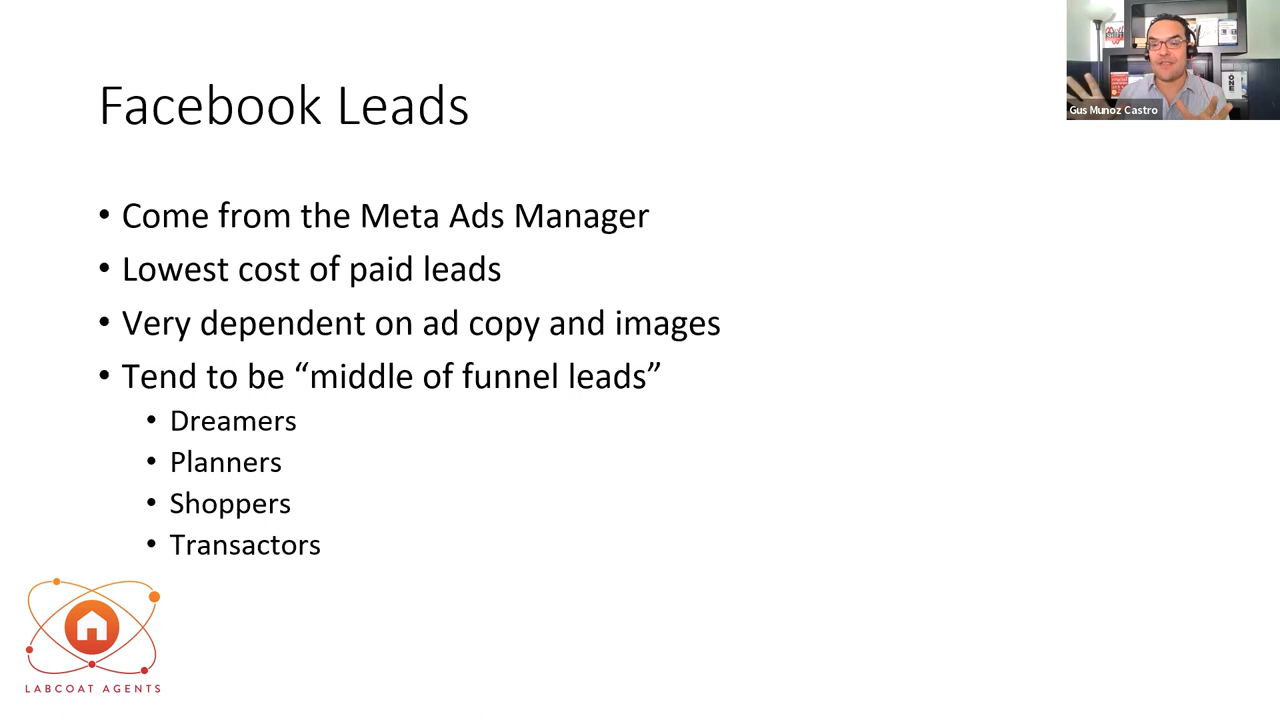 Facebook Leads
• Come from the Meta Ads Manager
• Lowest cost of paid leads
• Very dependent on ad copy and images
• Tend to be “middle of funnel leads”
• Dreamers
• Planners
• Shoppers
• Transactors
LABCOAT AGENTS
Gus Munoz Castro